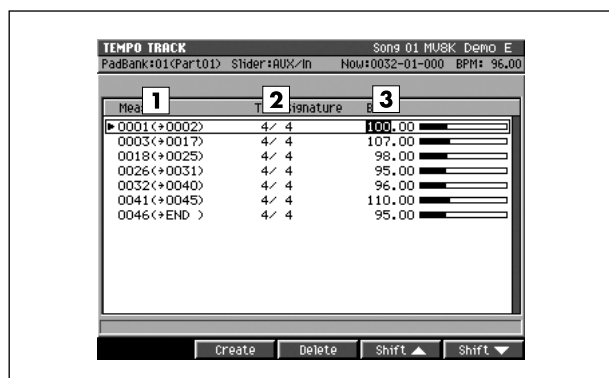 TEMPO TRACK Song 01 MV8K Demo E
PadBank:01(Part01) Slider:AUX/In Now:0032-01-000 BPM: 96.00
1 2 3
0001(→0002) 4/ 4 100.00
0003(→0017) 4/ 4 107.00
0018(→0025) 4/ 4 98.00
0026(→0031) 4/ 4 95.00
0032(→0040) 4/ 4 96.00
0041(→0045) 4/ 4 110.00
0046(→END ) 4/ 4 95.00
Create Delete Shift ▲ Shift ▼